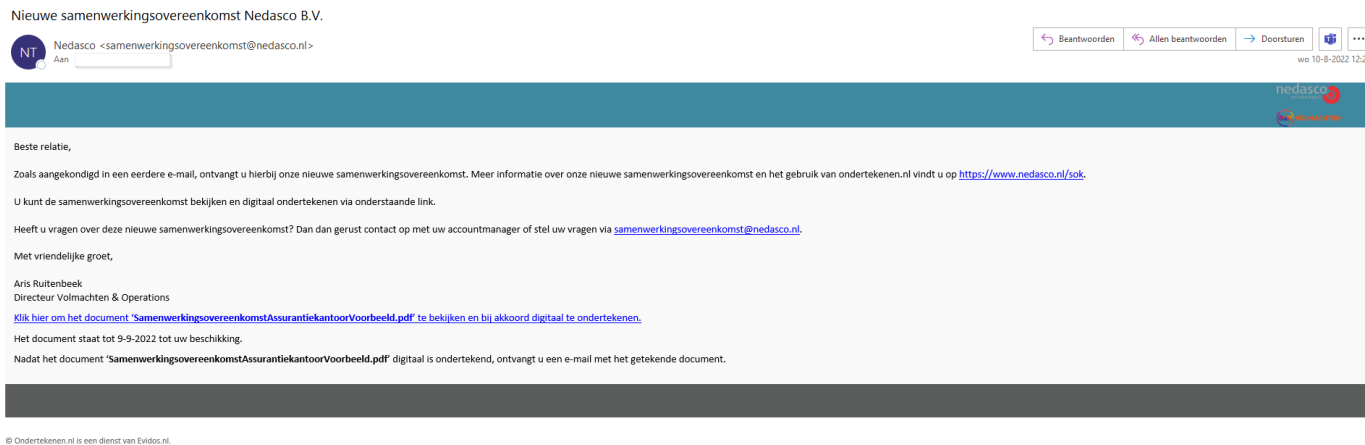 Nieuwe samenwerkingsovereenkomst Nedasco B.V.
NT
Nedasco <samenwerkingsovereenkomst@nedasco.nl>
Aan
Beantwoorden
Allen beantwoorden
Doorsturen
wo 10-8-2022 12:2
nedasco
Beste relatie,
Zoals aangekondigd in een eerdere e-mail, ontvangt u hierbij onze nieuwe samenwerkingsovereenkomst. Meer informatie over onze nieuwe samenwerkingsovereenkomst en het gebruik van ondertekenen.nl vindt u op https://www.nedasco.nl/sok.
U kunt de samenwerkingsovereenkomst bekijken en digitaal ondertekenen via onderstaande link.
Heeft u vragen over deze nieuwe samenwerkingsovereenkomst? Dan dan gerust contact op met uw accountmanager of stel uw vragen via samenwerkingsovereenkomst@nedasco.nl.
Met vriendelijke groet,
Aris Ruitenbeek
Directeur Volmachten & Operations
Klik hier om het document 'SamenwerkingsovereenkomstAssurantiekantoorVoorbeeld.pdf' te bekijken en bij akkoord digitaal te ondertekenen.
Het document staat tot 9-9-2022 tot uw beschikking.
Nadat het document 'SamenwerkingsovereenkomstAssurantiekantoorVoorbeeld.pdf' digitaal is ondertekend, ontvangt u een e-mail met het getekende document.
© Ondertekenen.nl is een dienst van Evidos.nl.